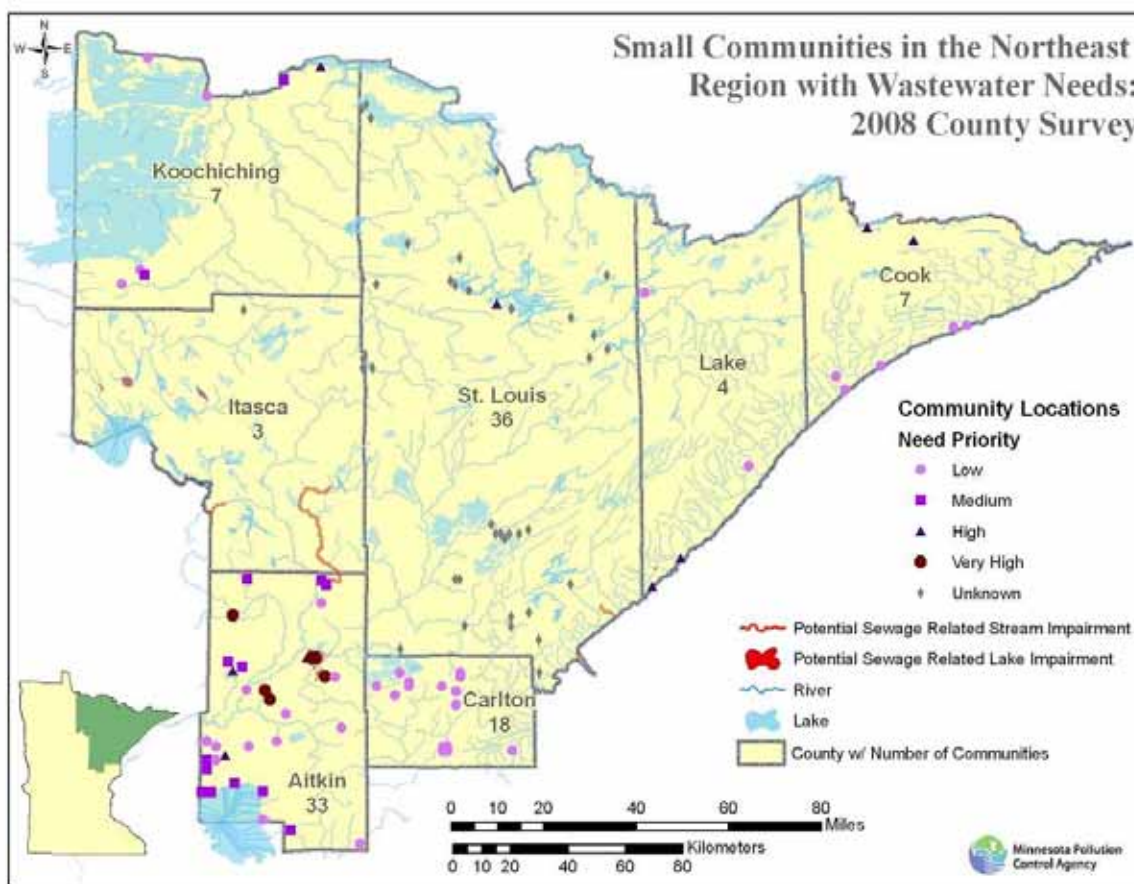 N
W E
S
Small Communities in the Northeast
Region with Wastewater Needs:
2008 County Survey
Koochiching
7
Cook
7
Lake
4
St. Louis
36
Itasca
3
Community Locations
Need Priority
Low
Medium
High
Very High
Unknown
Potential Sewage Related Stream Impairment
Potential Sewage Related Lake Impairment
River
Lake
County w/ Number of Communities
Carlton
18
Aitkin
33
0 10 20 40 60 80
Miles
Kilometers
0 10 20 40 60 80
Minnesota Pollution
Control Agency